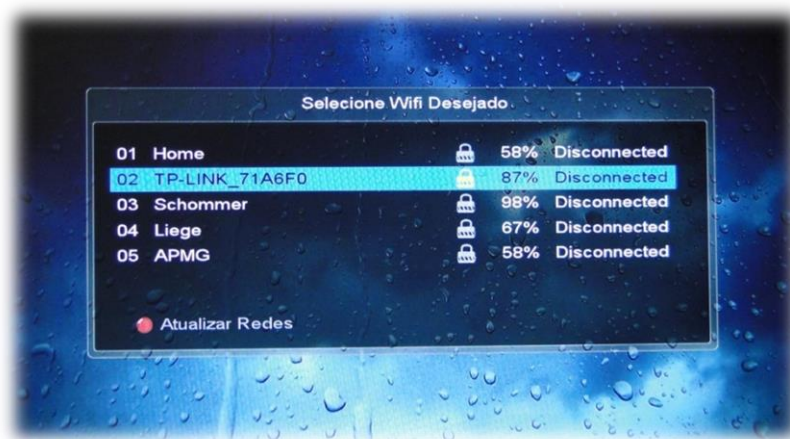 Selecione Wifi Desejado
01 Home 58% Disconnected
02 TP-LINK_71A6F0 87% Disconnected
03 Schommer 98% Disconnected
04 Liege 67% Disconnected
05 APMG 58% Disconnected
Atualizar Redes